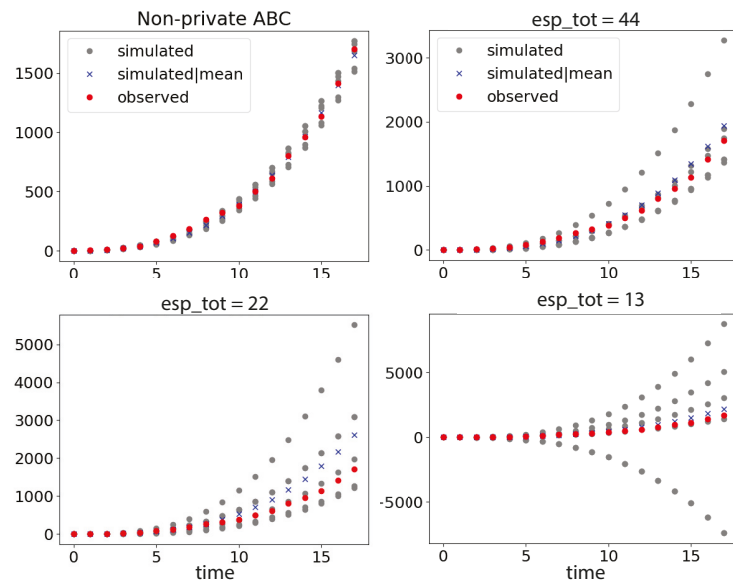 Non-private ABC
simulated
simulated|mean
observed
1500
1000
500
0
0 5 10 15
esp_tot = 44
simulated
simulated|mean
observed
3000
2000
1000
0
0 5 10 15
esp_tot = 22
5000
4000
3000
2000
1000
0
0 5 10 15
time
esp_tot = 13
5000
0
-5000
0 5 10 15
time